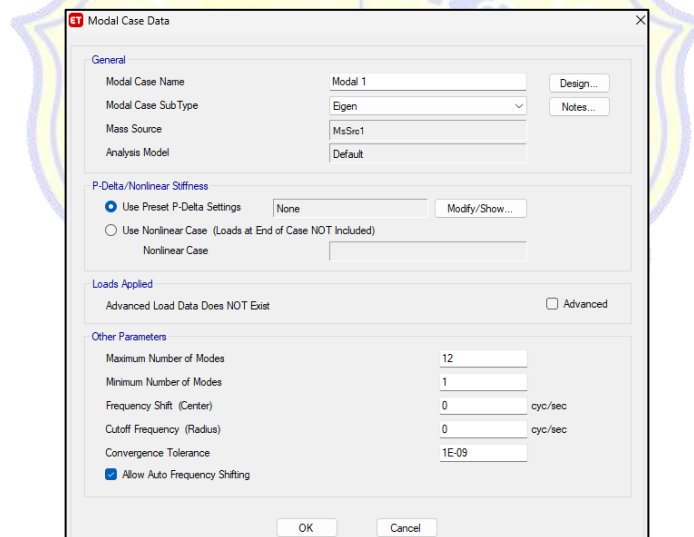 ET Modal Case Data
General
Modal Case Name Modal 1 Design...
Modal Case SubType Eigen Notes...
Mass Source MsSrc1
Analysis Model Default
P-Delta/Nonlinear Stiffness
Use Preset P-Delta Settings None Modify/Show...
Use Nonlinear Case (Loads at End of Case NOT Included)
Nonlinear Case
Loads Applied
Advanced Load Data Does NOT Exist Advanced
Other Parameters
Maximum Number of Modes 12
Minimum Number of Modes 1
Frequency Shift (Center) 0 cyc/sec
Cutoff Frequency (Radius) 0 cyc/sec
Convergence Tolerance 1E-09
Allow Auto Frequency Shifting
OK Cancel